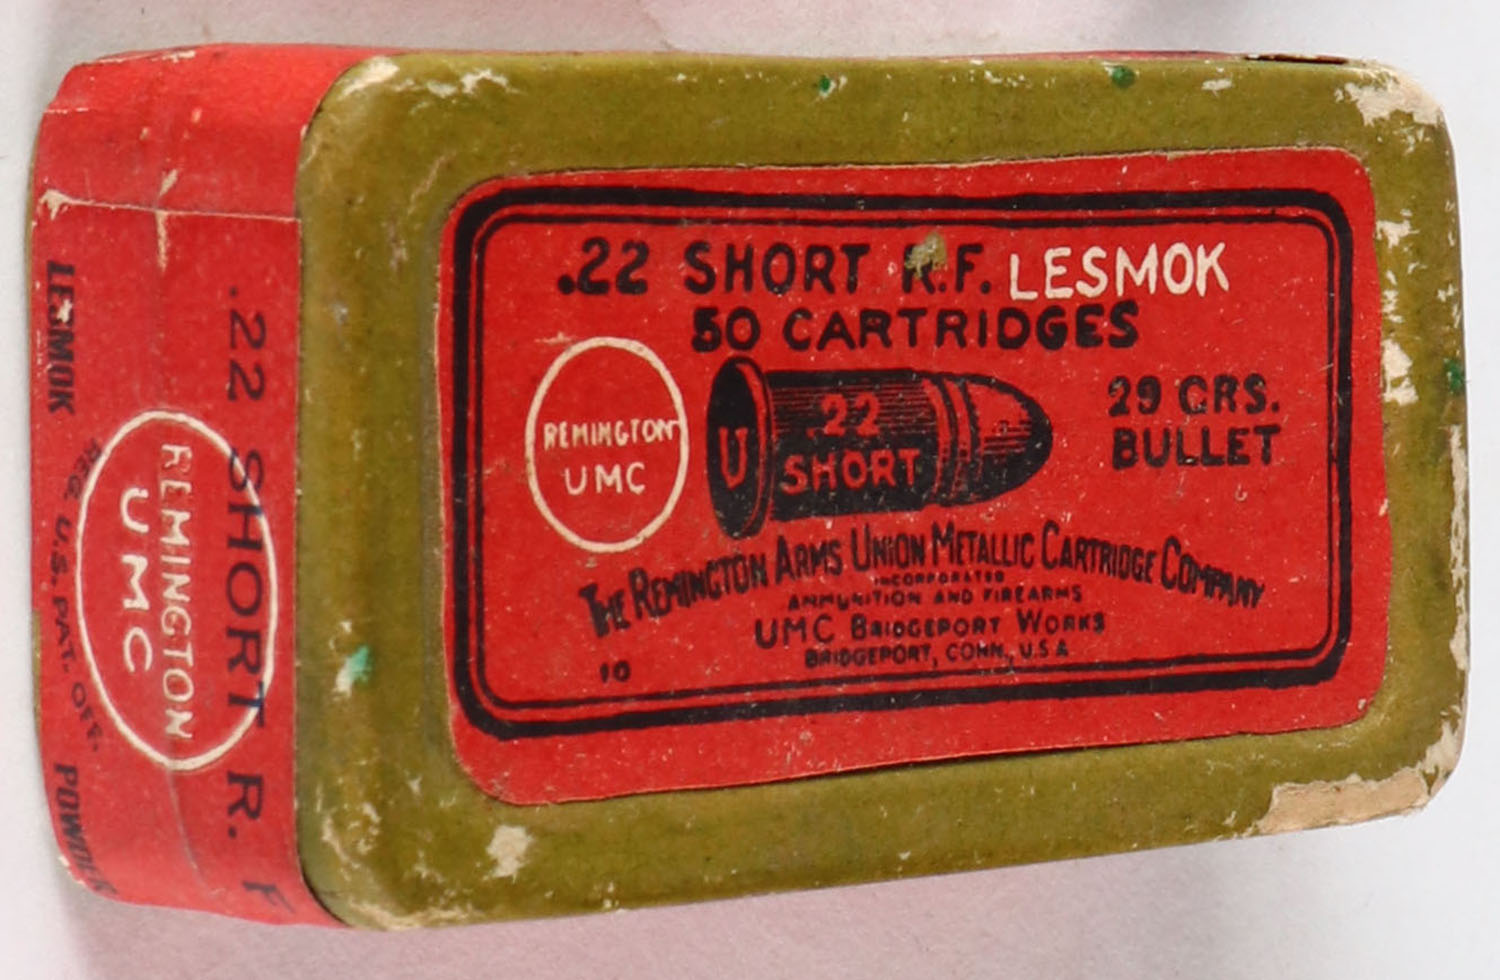 .22 SHORT R.F. LESMOK
50 CARTRIDGES
REMINGTON
UMC
U
.22
SHORT
29 GRS.
BULLET
THE REMINGTON ARMS UNION METALLIC CARTRIDGE COMPANY
INCORPORATED
AMMUNITION AND FIREARMS
UMC BRIDGEPORT WORKS
BRIDGEPORT, CONN., U.S.A.
10
.22 SHORT R. F
REMINGTON
UMC
REG. U.S. PAT. OFF.
LESMOK POWDER